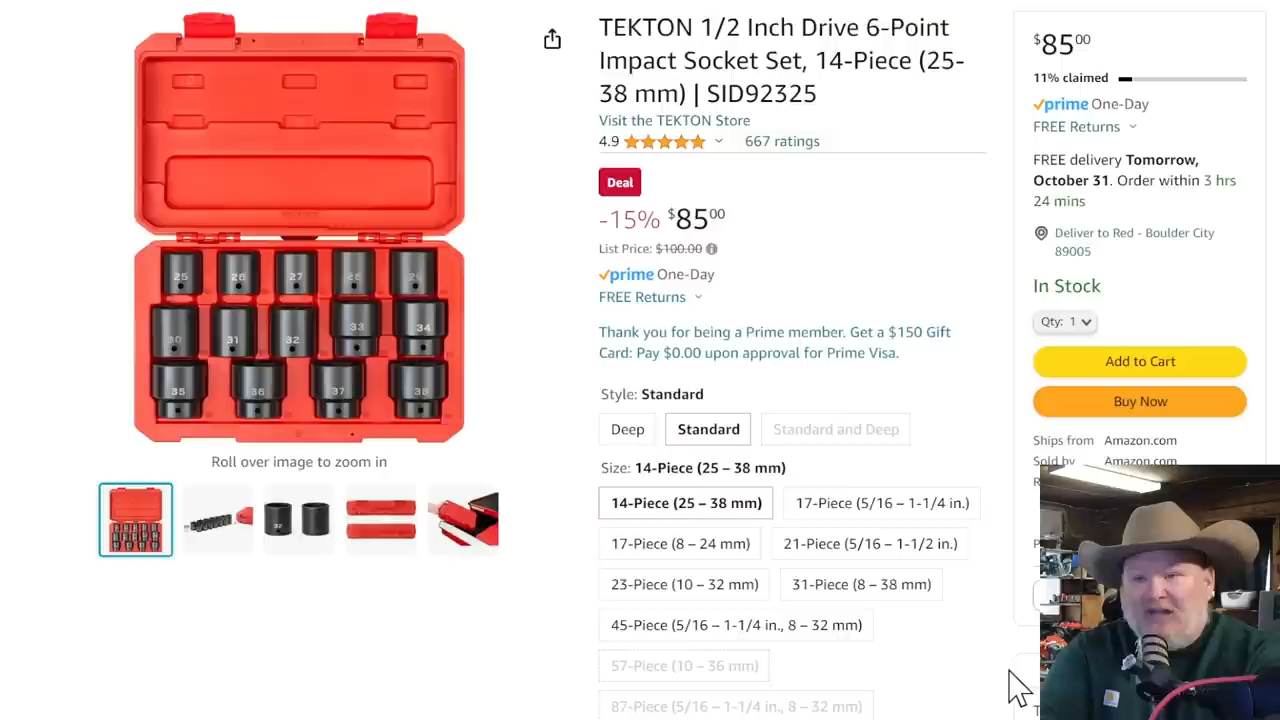 25 26 27 28 29
30 31 32 33 34
35 36 37 38
Roll over image to zoom in
32
TEKTON 1/2 Inch Drive 6-Point
Impact Socket Set, 14-Piece (25-
38 mm) | SID92325
Visit the TEKTON Store
4.9 667 ratings
Deal
-15% $85 00
List Price: $100.00
prime One-Day
FREE Returns
Thank you for being a Prime member. Get a $150 Gift
Card: Pay $0.00 upon approval for Prime Visa.
Style: Standard
Deep Standard Standard and Deep
Size: 14-Piece (25 – 38 mm)
14-Piece (25 – 38 mm) 17-Piece (5/16 – 1-1/4 in.)
17-Piece (8 – 24 mm) 21-Piece (5/16 – 1-1/2 in.)
23-Piece (10 – 32 mm) 31-Piece (8 – 38 mm)
45-Piece (5/16 – 1-1/4 in., 8 – 32 mm)
57-Piece (10 – 36 mm)
87-Piece (5/16 – 1-1/4 in., 8 – 32 mm)
$85 00
11% claimed
prime One-Day
FREE Returns
FREE delivery Tomorrow,
October 31. Order within 3 hrs
24 mins
Deliver to Red - Boulder City
89005
In Stock
Qty: 1
Add to Cart
Buy Now
Ships from Amazon.com
Sold by Amazon.com